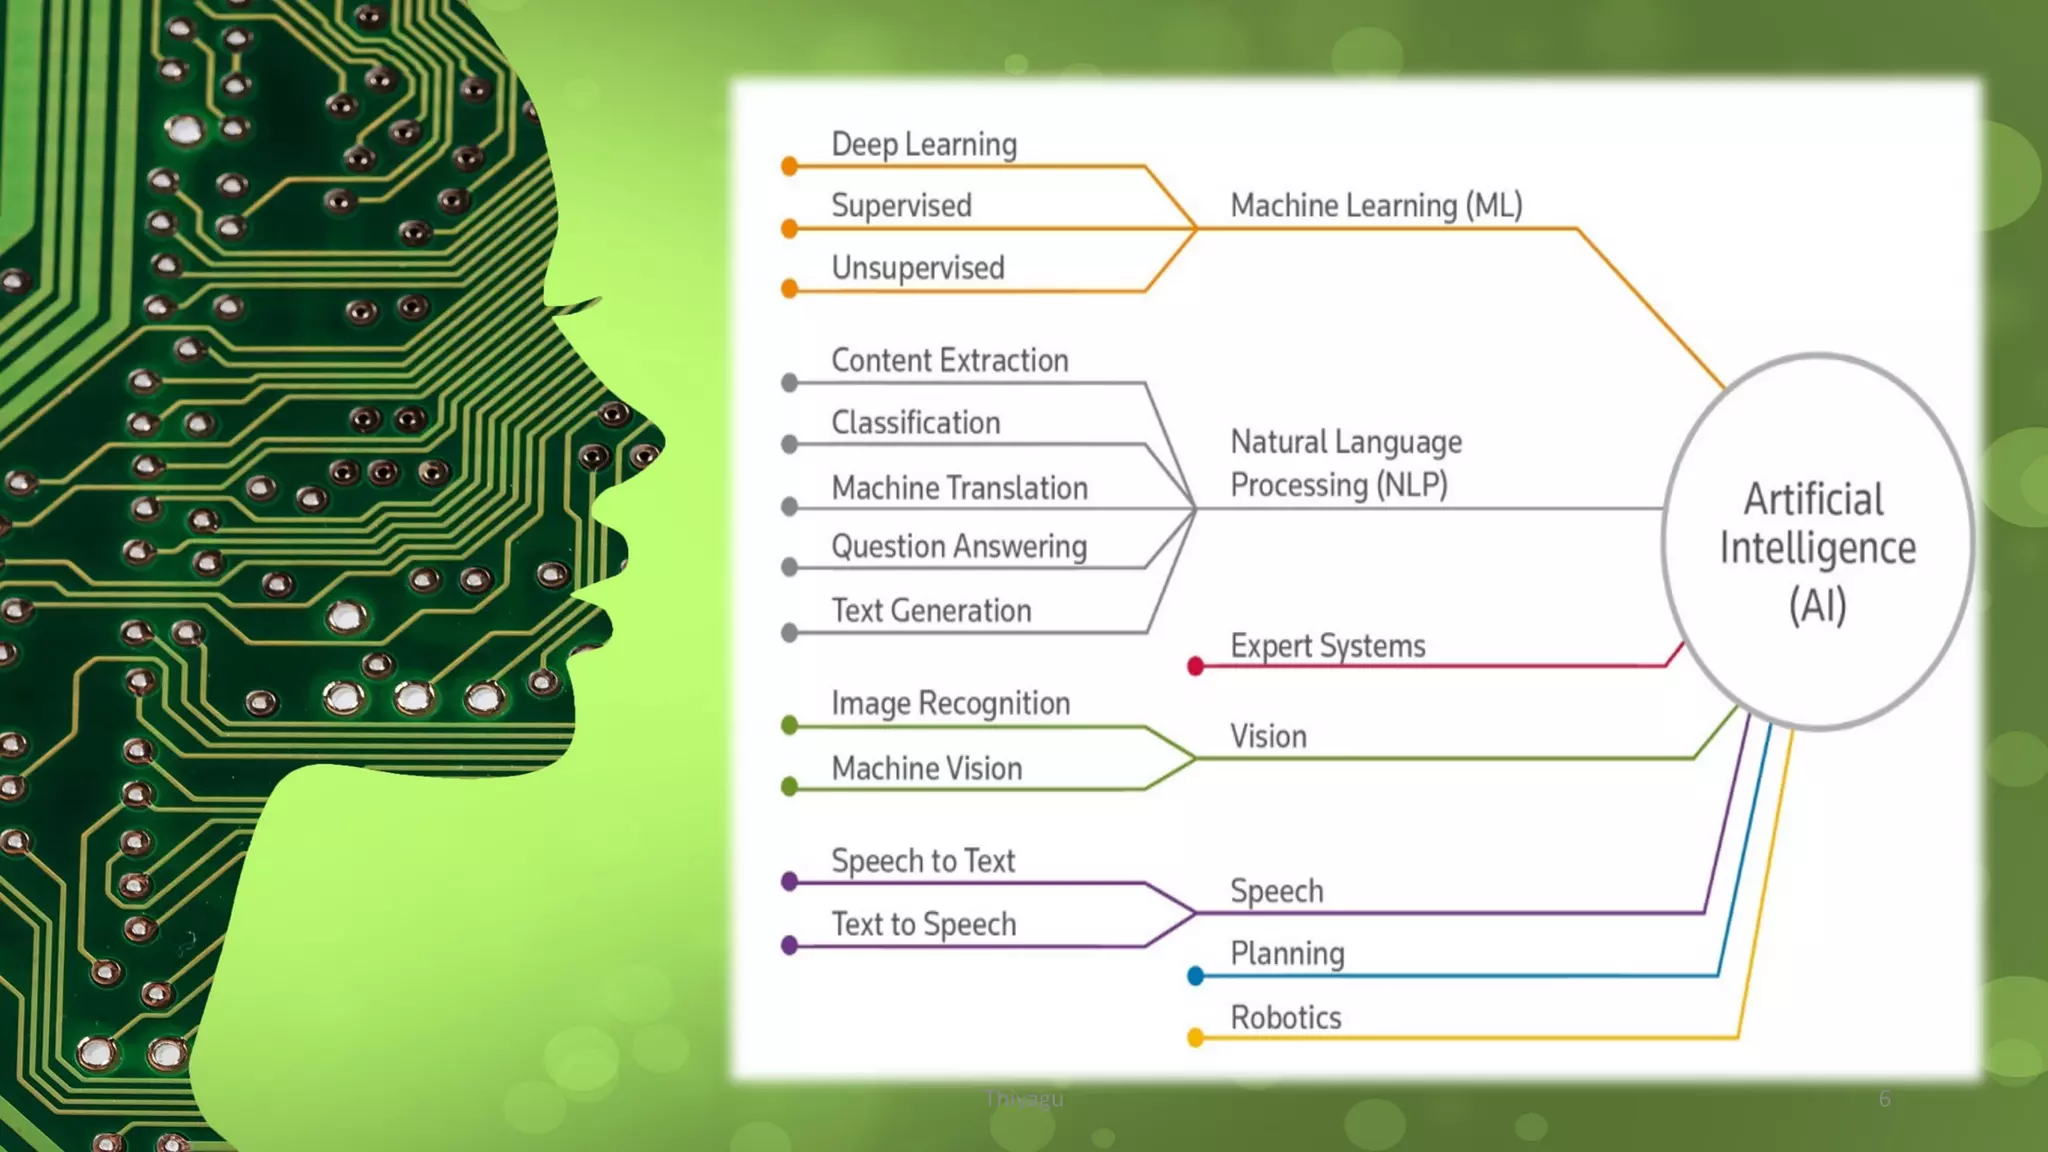 Deep Learning
Supervised
Machine Learning (ML)
Unsupervised
Content Extraction
Classification
Natural Language
Processing (NLP)
Machine Translation
Question Answering
Text Generation
Artificial
Intelligence
(AI)
Expert Systems
Image Recognition
Vision
Machine Vision
Speech to Text
Speech
Text to Speech
Planning
Robotics
Thiyagu
6